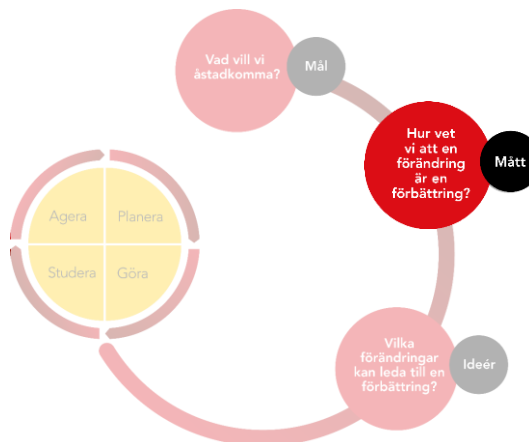 Vad vill vi
åstadkomma?
Mål
Hur vet
vi att en
förändring
är en
förbättring?
Mått
Vilka
förändringar
kan leda till en
förbättring?
Ideér
Agera
Planera
Studera
Göra